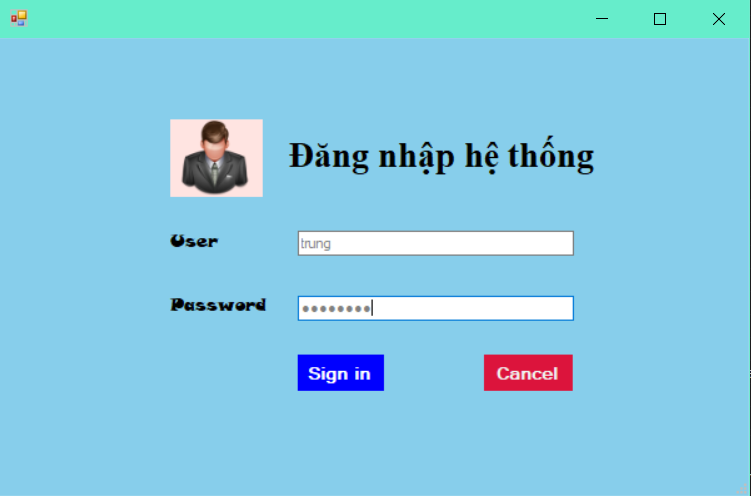 Đăng nhập hệ thống
User
trung
Password
••••••••
Sign in
Cancel